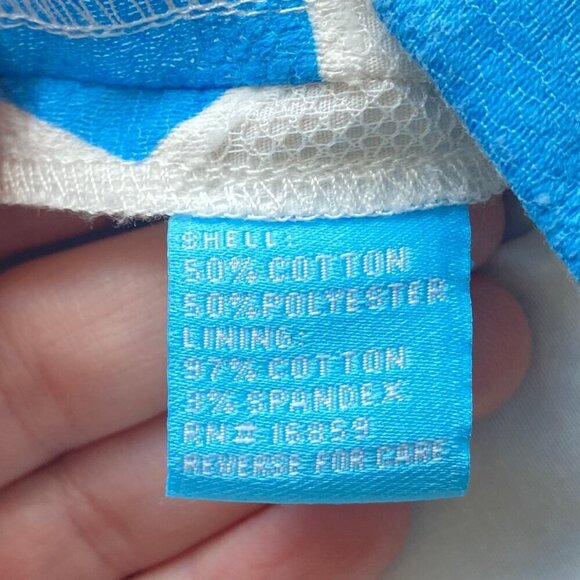 SHELL:
50% COTTON
50% POLYESTER
LINING:
97% COTTON
3% SPANDEX
RN# 16859
REVERSE FOR CARE